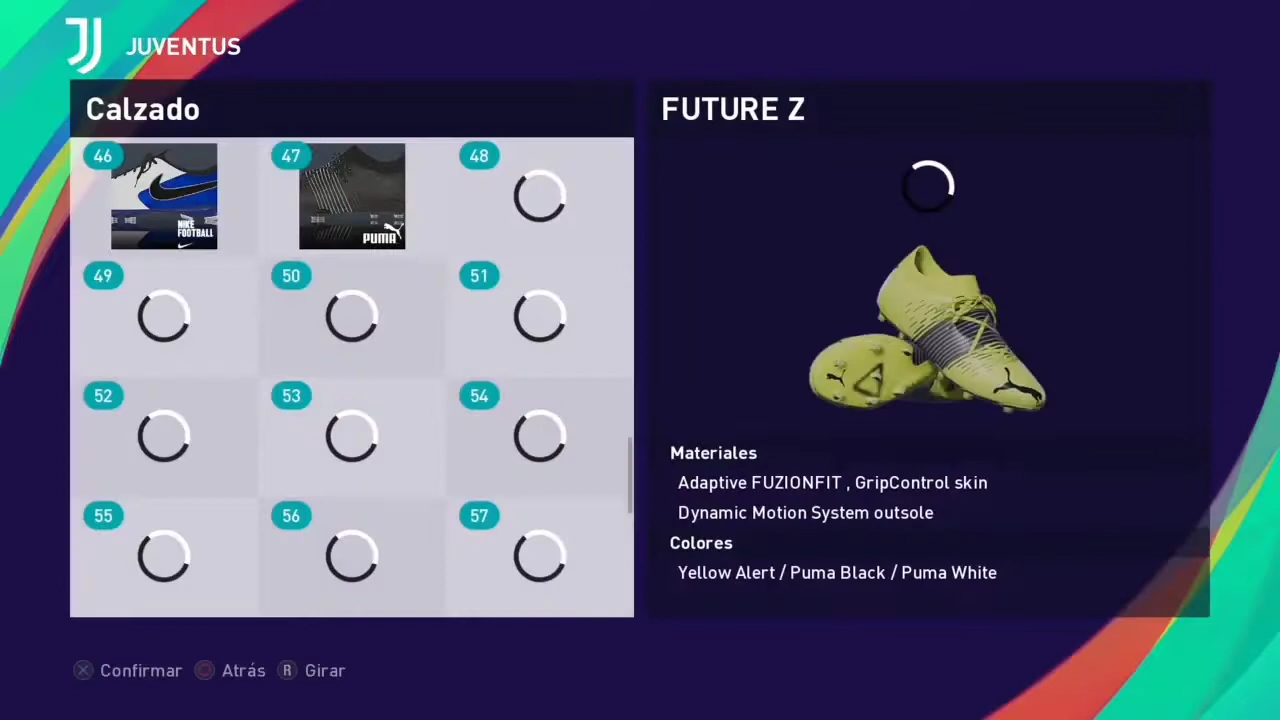 JUVENTUS
Calzado
46
47
48
NIKE
FOOTBALL
PUMA
49
50
51
52
53
54
55
56
57
FUTURE Z
Materiales
Adaptive FUZIONFIT , GripControl skin
Dynamic Motion System outsole
Colores
Yellow Alert / Puma Black / Puma White
Confirmar
Atrás
R Girar